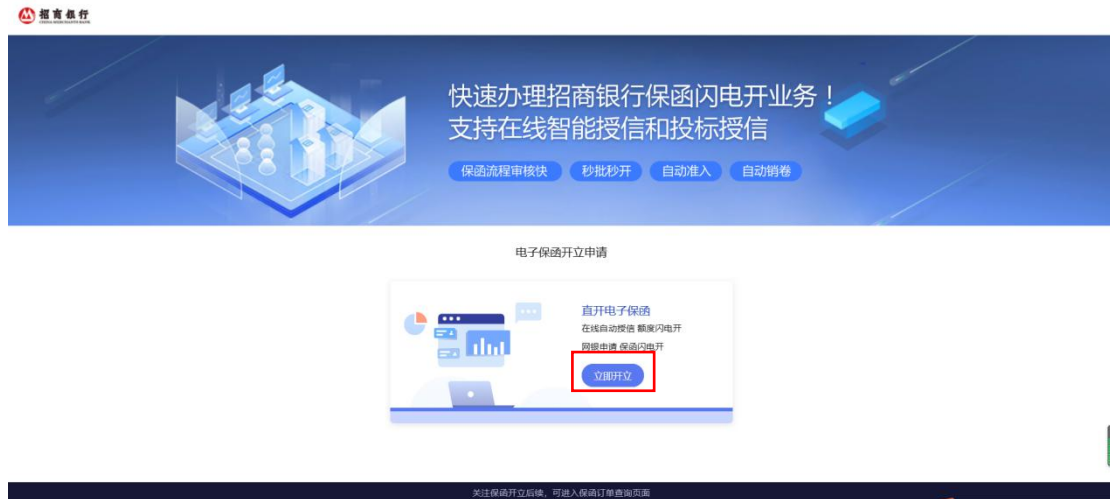 招商银行
CHINA MERCHANTS BANK
快速办理招商银行保函闪电开业务！
支持在线智能授信和投标授信
保函流程审核快 秒批秒开 自动准入 自动销卷
电子保函开立申请
直开电子保函
在线自动授信 额度闪电开
网银申请 保函闪电开
立即开立
关注保函开立后续，可进入保函订单查询页面